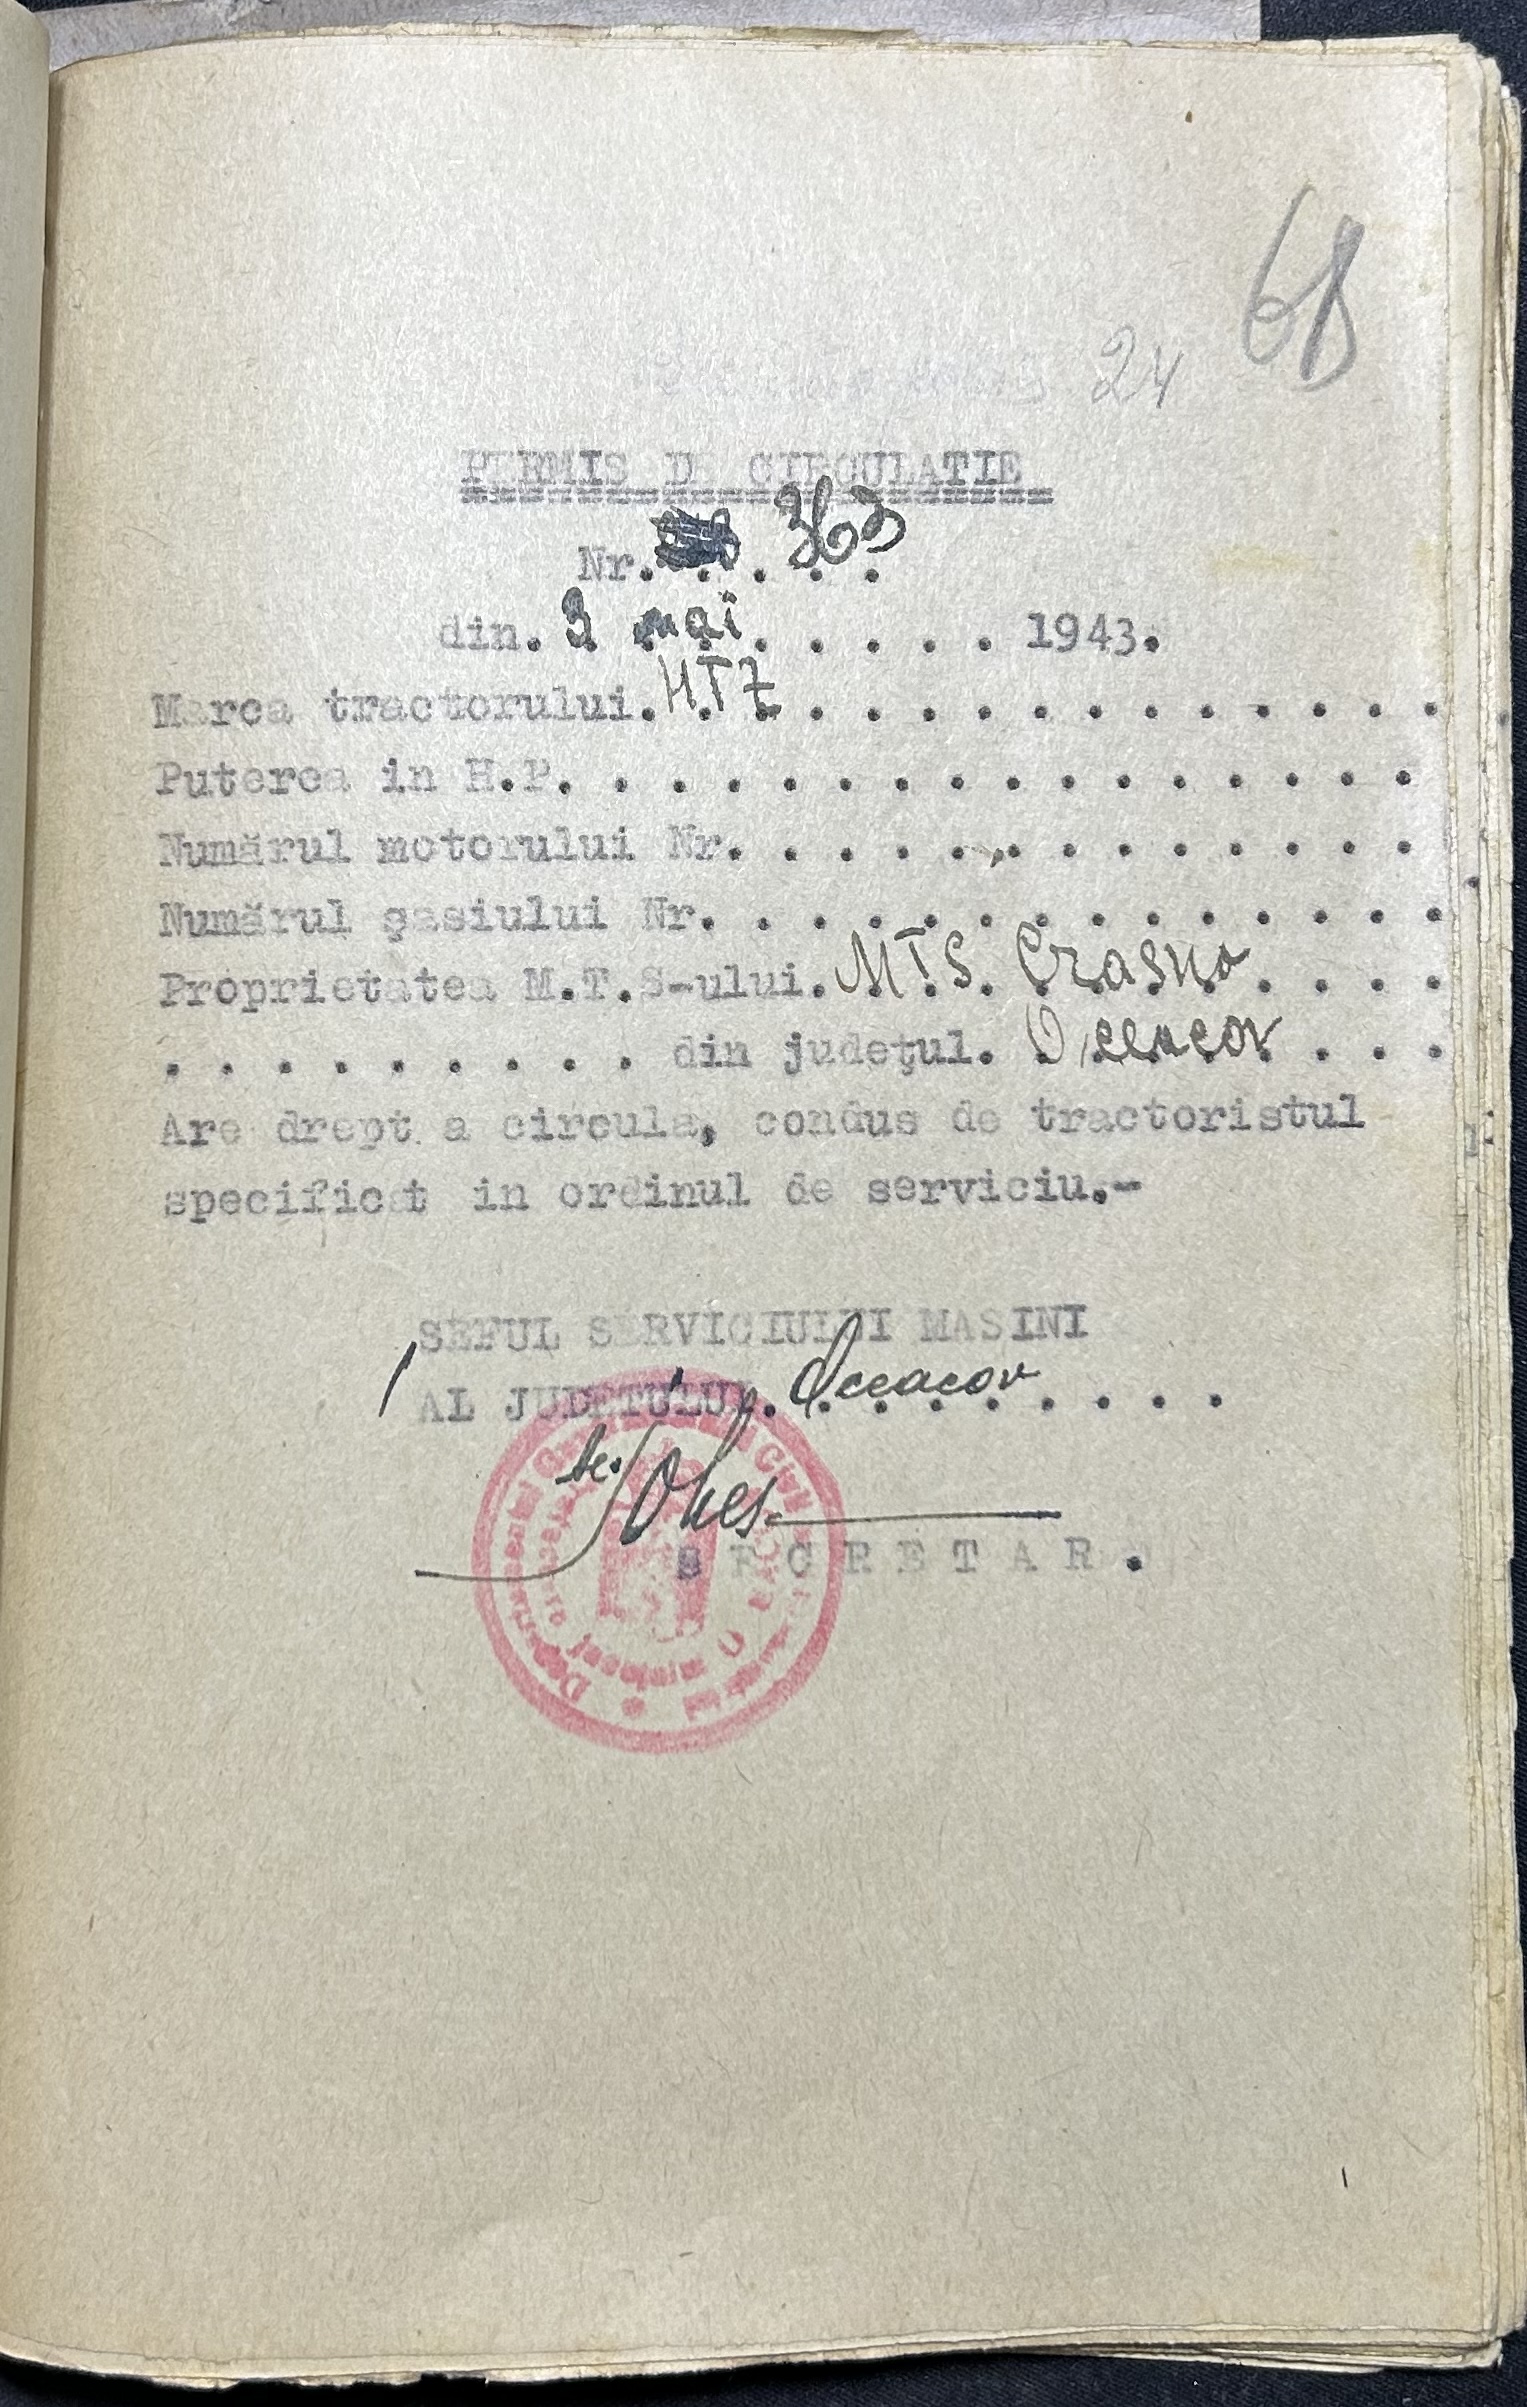 68
24
PERMIS DE CIRCULATIE
Nr. . . . 363 . .
din. 3 mai . . . . . 1943.
Marca tractorului. HTZ . . . . . . . . . . . .
Puterea in H.P. . . . . . . . . . . . . . . . .
Numărul motorului Nr. . . . . . . . . . . . . .
Numărul şasiului Nr. . . . . . . . . . . . . . .
Proprietatea M.T.S-ului. MTS. Crasno . . . .
. . . . . . . . . din judeţul. Oceacov . . .
Are drept a circula, condus de tractoristul
specificat in ordinul de serviciu.-
SEFUL SERVICIULUI MASINI
AL JUDETULUI. Oceacov . . . .
SECRETAR.